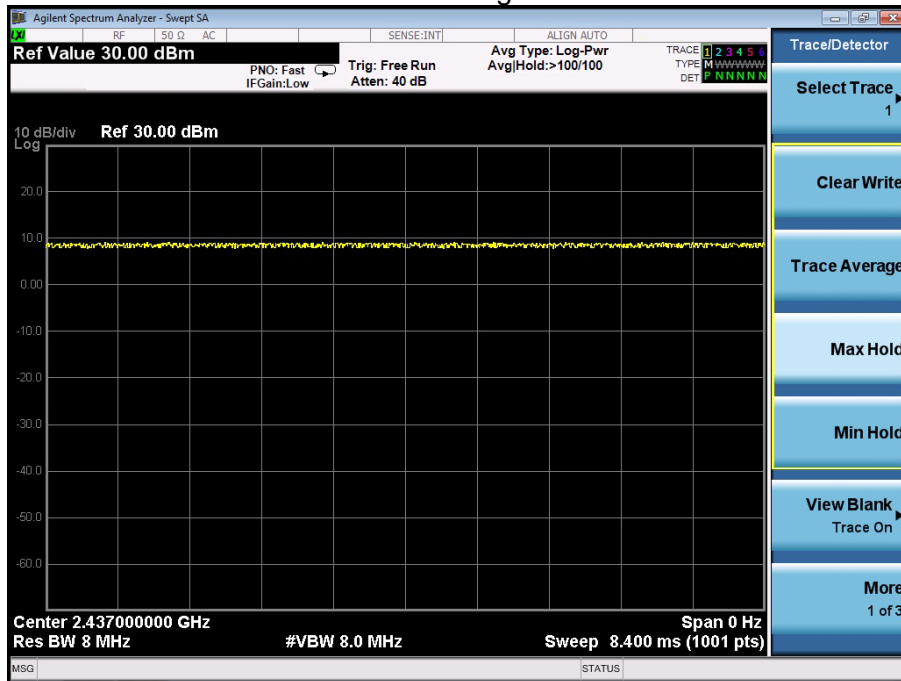 Agilent Spectrum Analyzer - Swept SA
LXI RF 50 Ω AC SENSE:INT ALIGN AUTO
Ref Value 30.00 dBm
PNO: Fast
IFGain:Low
Trig: Free Run
Atten: 40 dB
Avg Type: Log-Pwr
Avg|Hold:>100/100
TRACE 1 2 3 4 5 6
TYPE M WWWWW
DET P N N N N N
Trace/Detector
Select Trace
1
Clear Write
Trace Average
Max Hold
Min Hold
View Blank
Trace On
More
1 of 3
10 dB/div Ref 30.00 dBm
Log
20.0
10.0
0.00
-10.0
-20.0
-30.0
-40.0
-50.0
-60.0
Center 2.437000000 GHz Span 0 Hz
Res BW 8 MHz #VBW 8.0 MHz Sweep 8.400 ms (1001 pts)
MSG STATUS